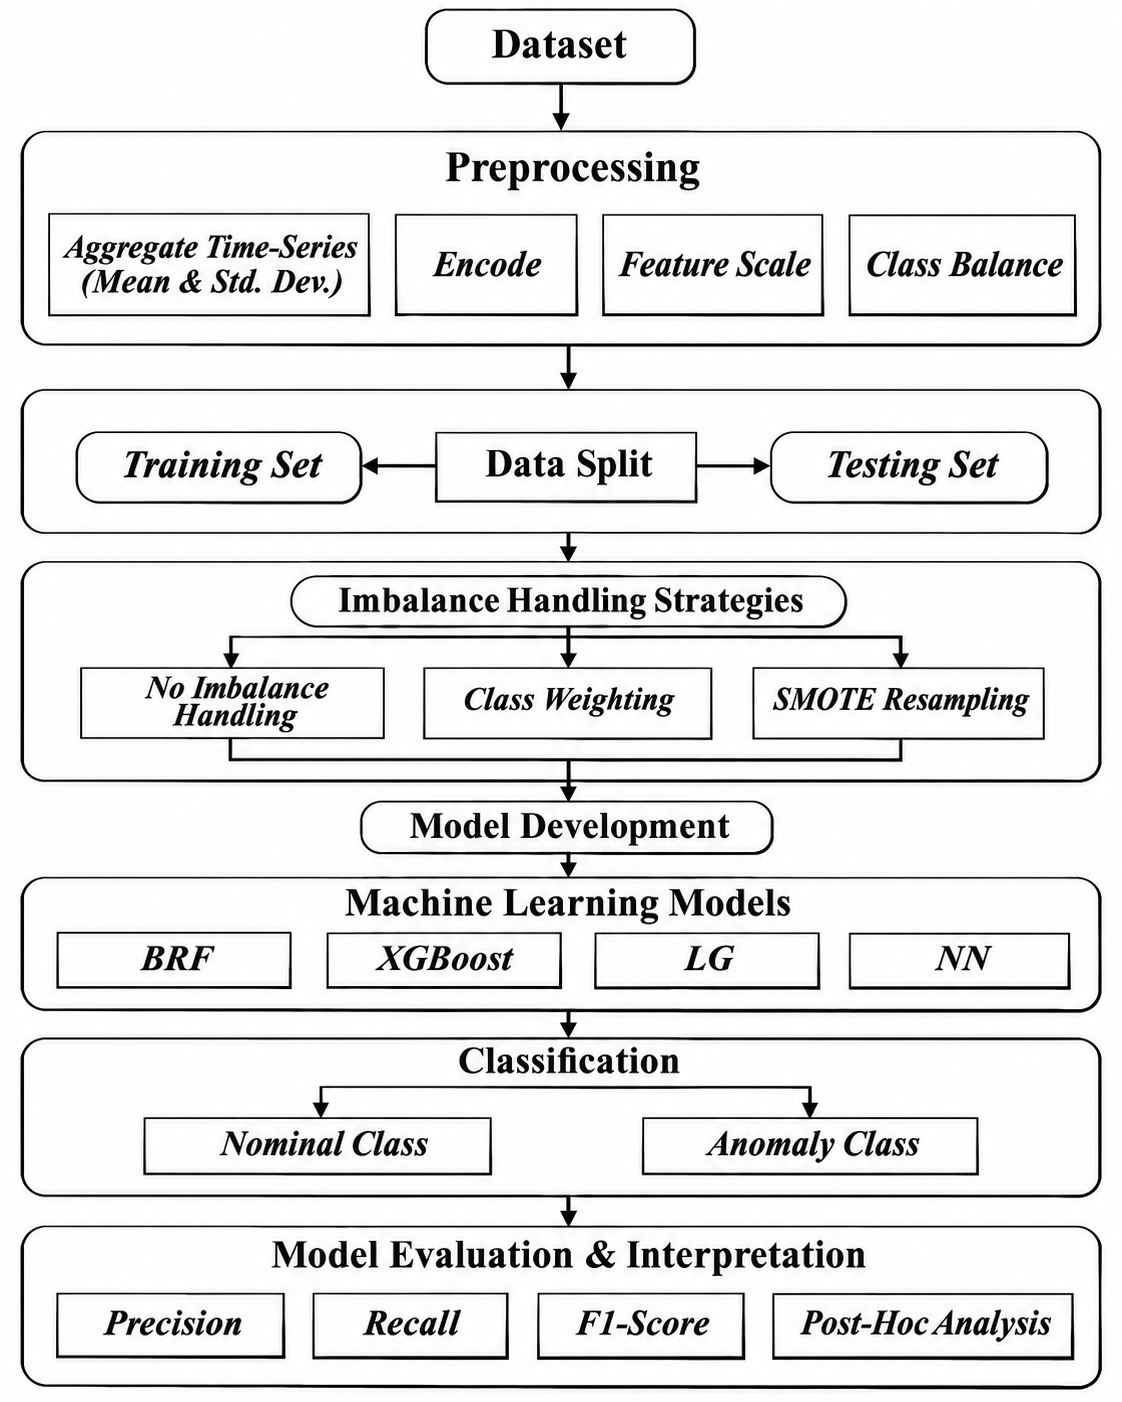 Dataset
Preprocessing
Aggregate Time-Series
(Mean & Std. Dev.)
Encode
Feature Scale
Class Balance
Training Set
Data Split
Testing Set
Imbalance Handling Strategies
No Imbalance
Handling
Class Weighting
SMOTE Resampling
Model Development
Machine Learning Models
BRF
XGBoost
LG
NN
Classification
Nominal Class
Anomaly Class
Model Evaluation & Interpretation
Precision
Recall
F1-Score
Post-Hoc Analysis